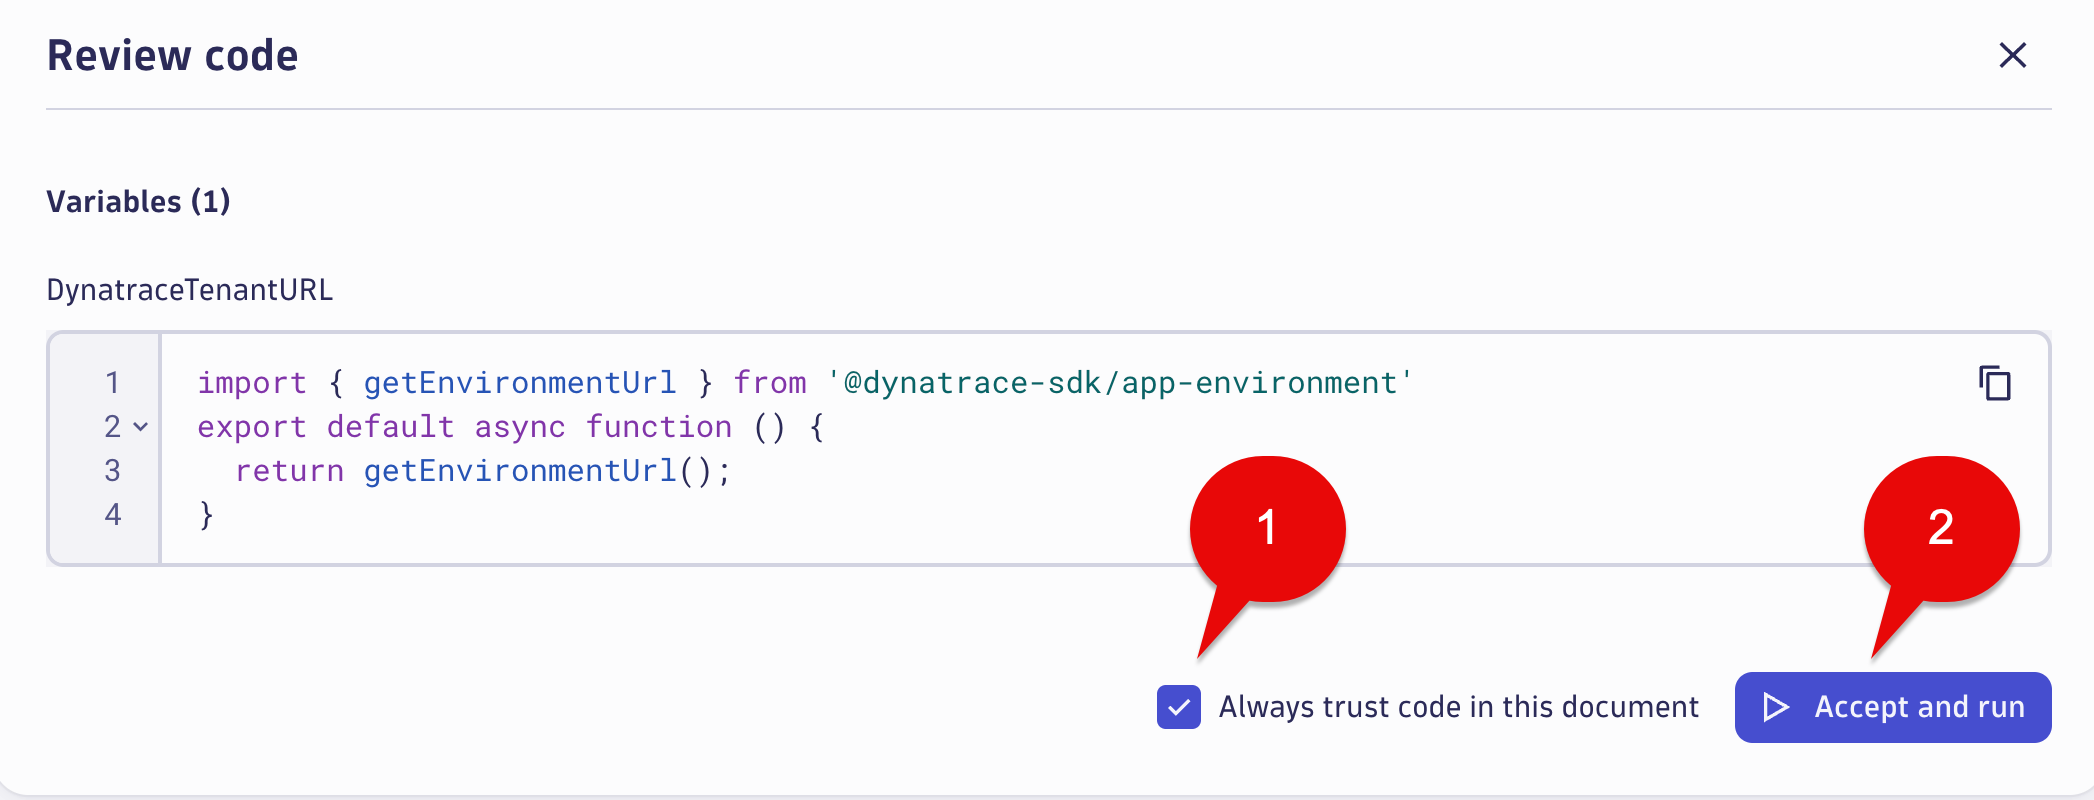 Review code
Variables (1)
DynatraceTenantURL
1 import { getEnvironmentUrl } from '@dynatrace-sdk/app-environment'
2 export default async function () {
3   return getEnvironmentUrl();
4 }
1
2
Always trust code in this document
Accept and run